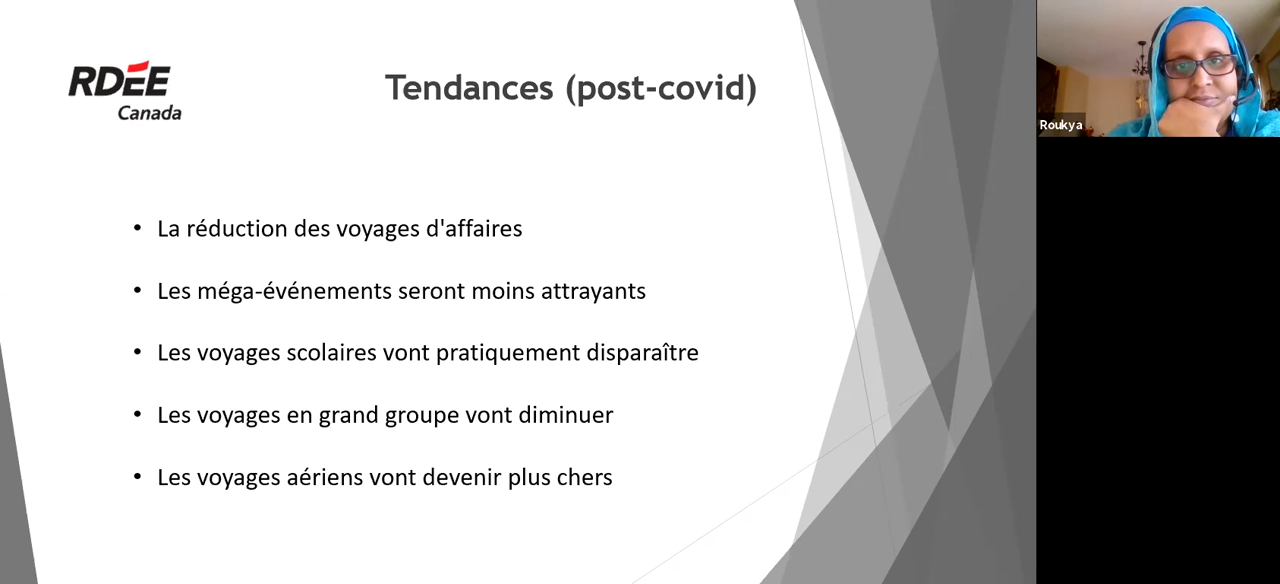 RDÉE
Canada
Tendances (post-covid)
Roukya
• La réduction des voyages d'affaires
• Les méga-événements seront moins attrayants
• Les voyages scolaires vont pratiquement disparaître
• Les voyages en grand groupe vont diminuer
• Les voyages aériens vont devenir plus chers